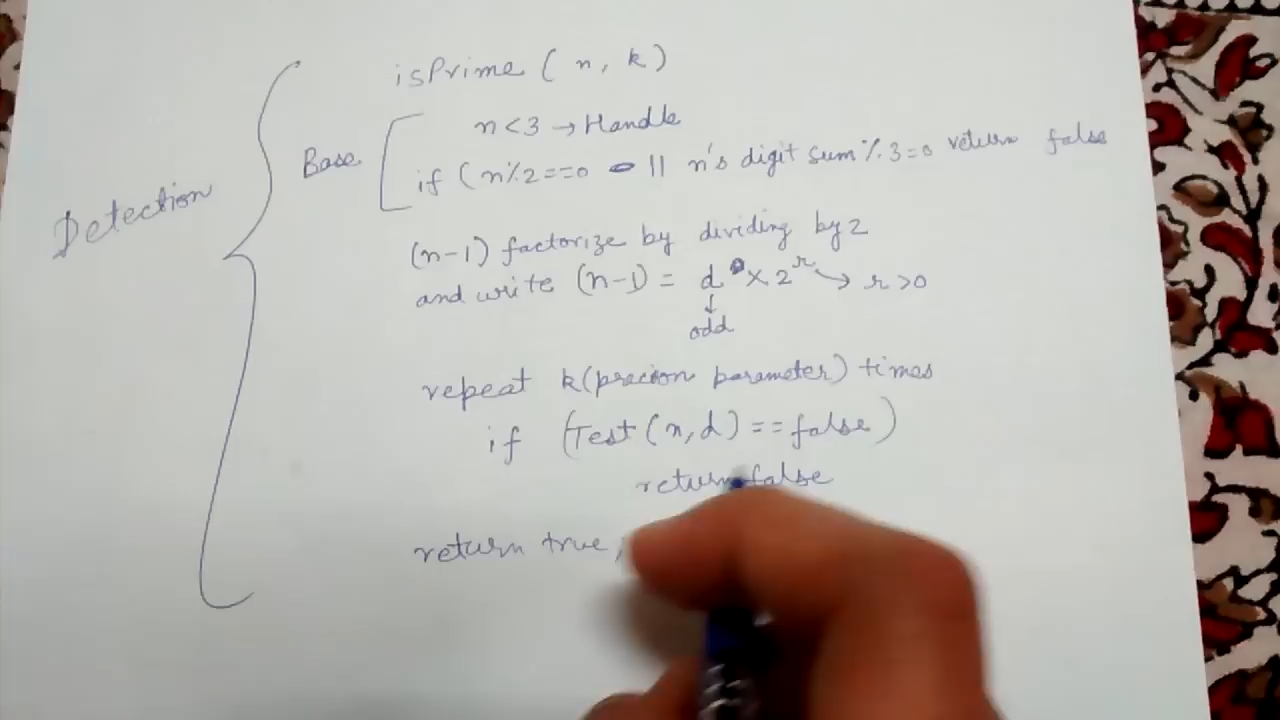 isPrime ( n, k )
n<3 → Handle
Base
if ( n%2==0 || n's digit sum % 3=0 return false
Detection
(n-1) factorize by dividing by 2
and write (n-1) = d × 2^r → r>0
↓
odd
repeat k(precion parameter) times
if (Test (n,d) == false )
return false
return true;